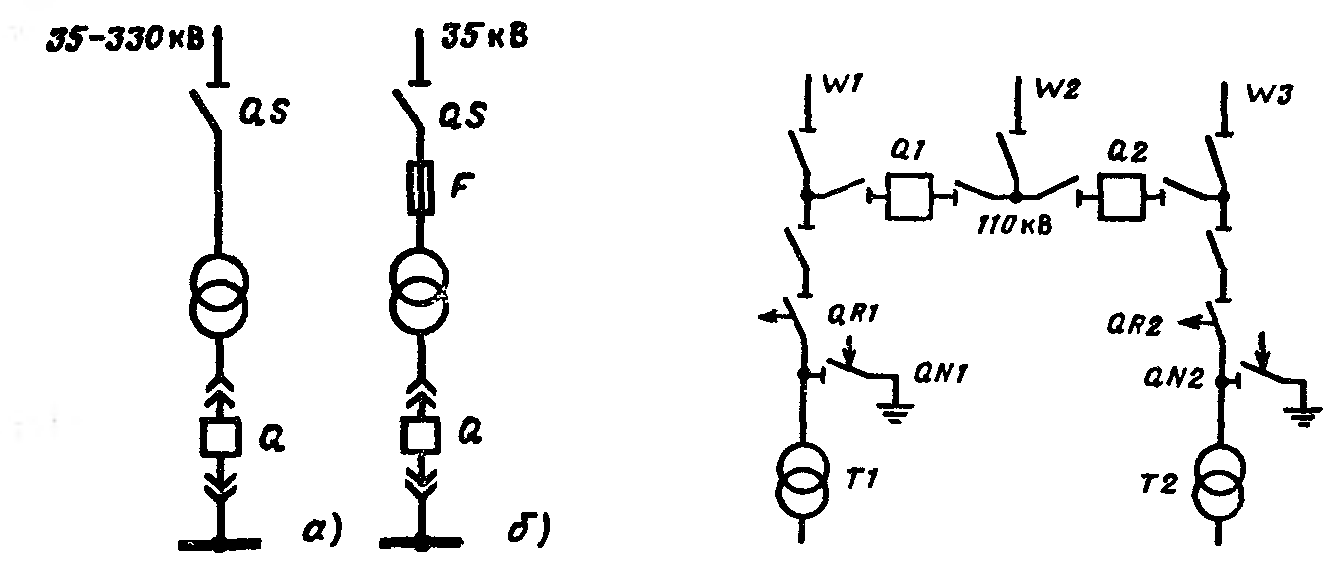 35-330 кВ
35 кВ
QS
QS
F
Q
Q
а)
б)
W1
W2
W3
Q1
Q2
110 кВ
QR1
QR2
QN1
QN2
T1
T2